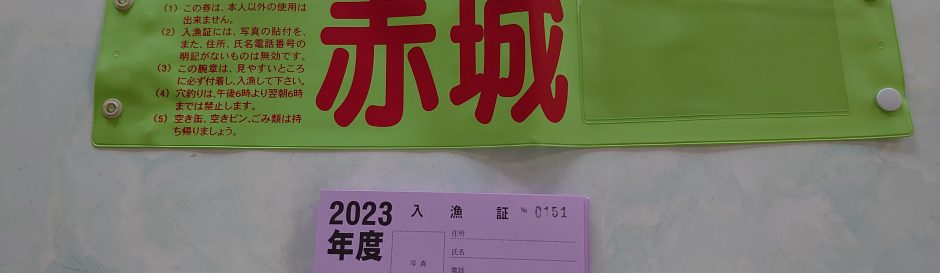 (1) この券は、本人以外の使用は
出来ません。
(2) 入漁証には、写真の貼付を、
また、住所、氏名電話番号の
明記がないものは無効です。
(3) この腕章は、見やすいところ
に必ず付着し、入漁して下さい。
(4) 穴釣りは、午後6時より翌朝6時
までは禁止します。
(5) 空き缶、空きビン、ごみ類は持
ち帰りましょう。
赤城
2023
年度
入漁証 No. 0151
住所
氏名
電話
写真